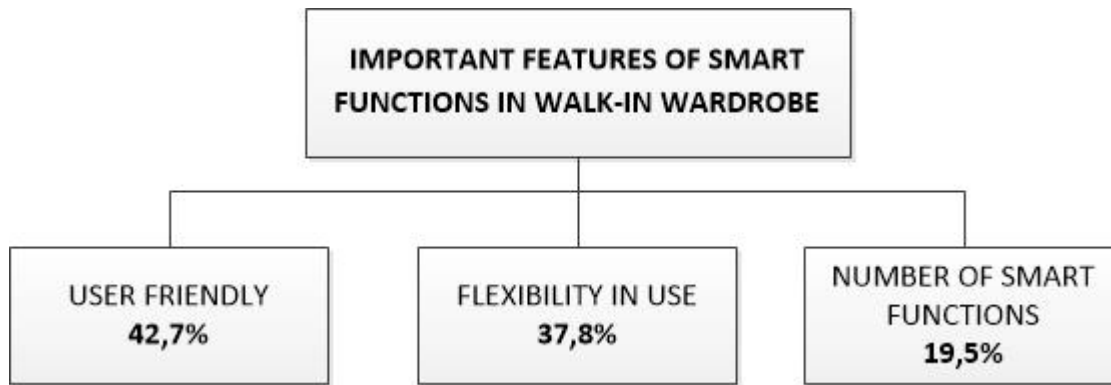 IMPORTANT FEATURES OF SMART
FUNCTIONS IN WALK-IN WARDROBE
USER FRIENDLY
42,7%
FLEXIBILITY IN USE
37,8%
NUMBER OF SMART
FUNCTIONS
19,5%